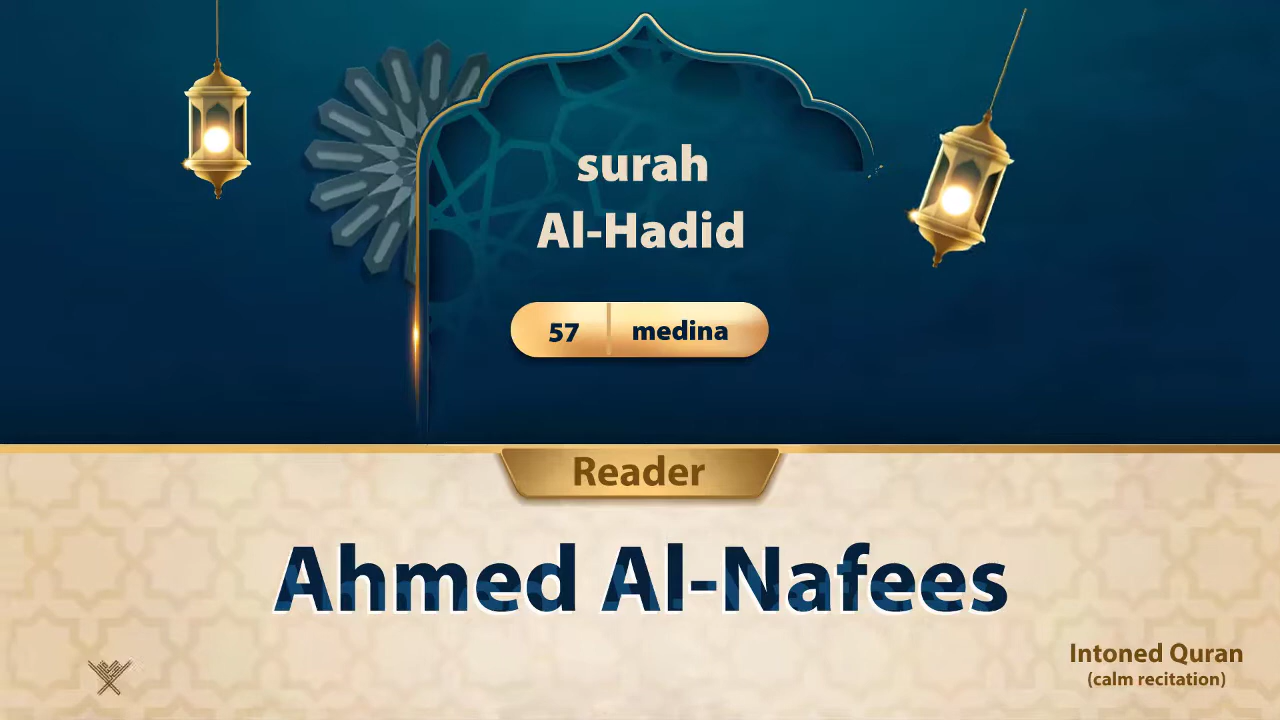 surah
Al-Hadid
57 medina
Reader
Ahmed Al-Nafees
Intoned Quran
(calm recitation)